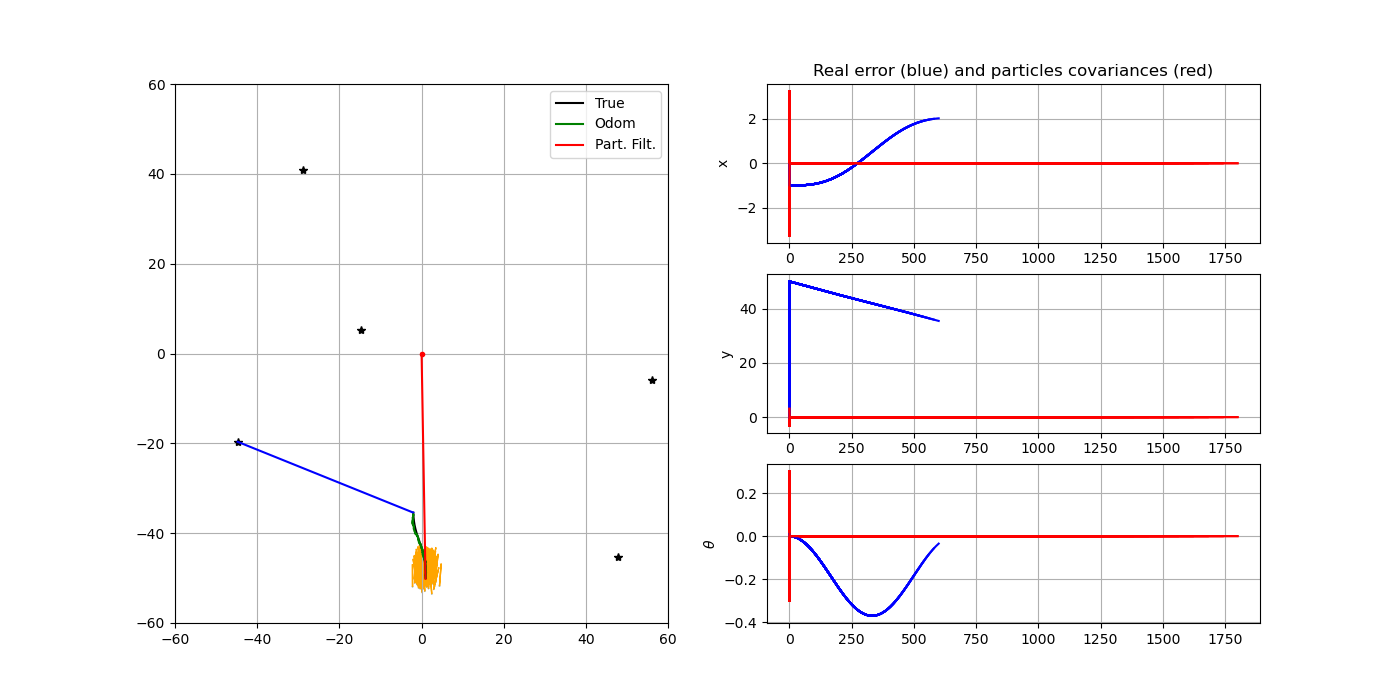 60
40
20
0
−20
−40
−60
−60 −40 −20 0 20 40 60
True
Odom
Part. Filt.
Real error (blue) and particles covariances (red)
x
2
0
−2
0 250 500 750 1000 1250 1500 1750
y
40
20
0
0 250 500 750 1000 1250 1500 1750
θ
0.2
0.0
−0.2
−0.4
0 250 500 750 1000 1250 1500 1750